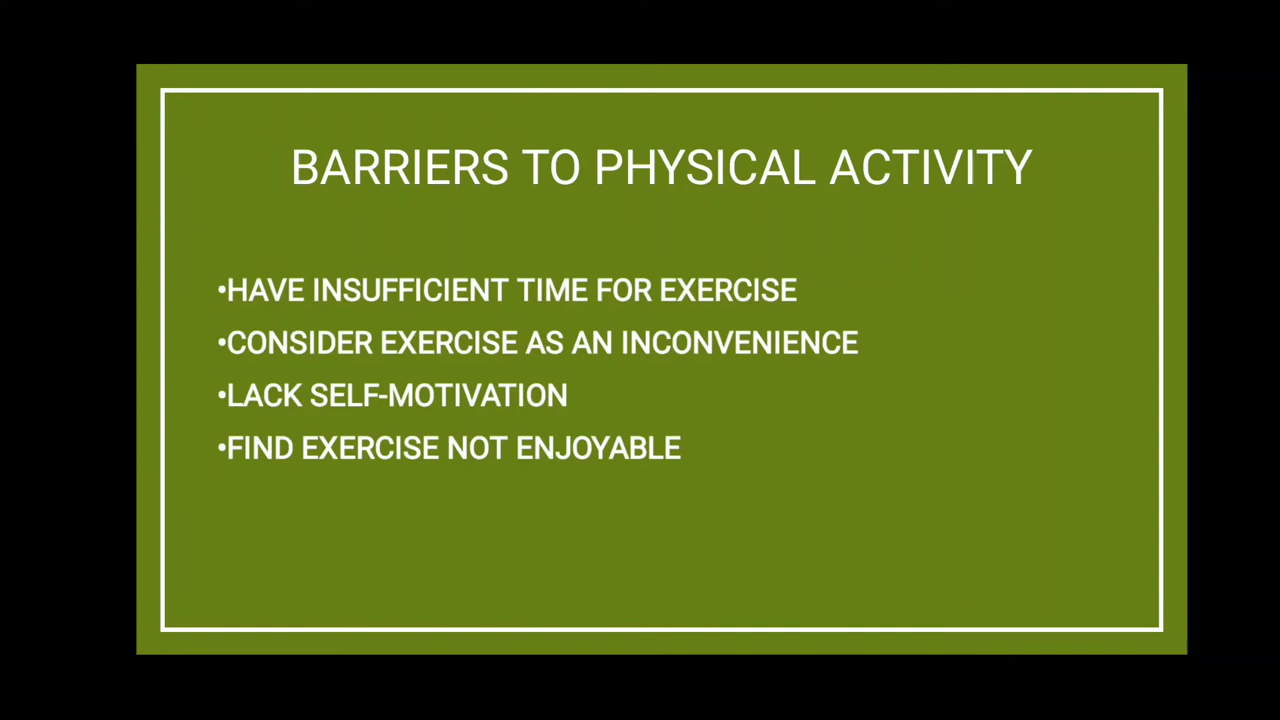 BARRIERS TO PHYSICAL ACTIVITY
•HAVE INSUFFICIENT TIME FOR EXERCISE
•CONSIDER EXERCISE AS AN INCONVENIENCE
•LACK SELF-MOTIVATION
•FIND EXERCISE NOT ENJOYABLE